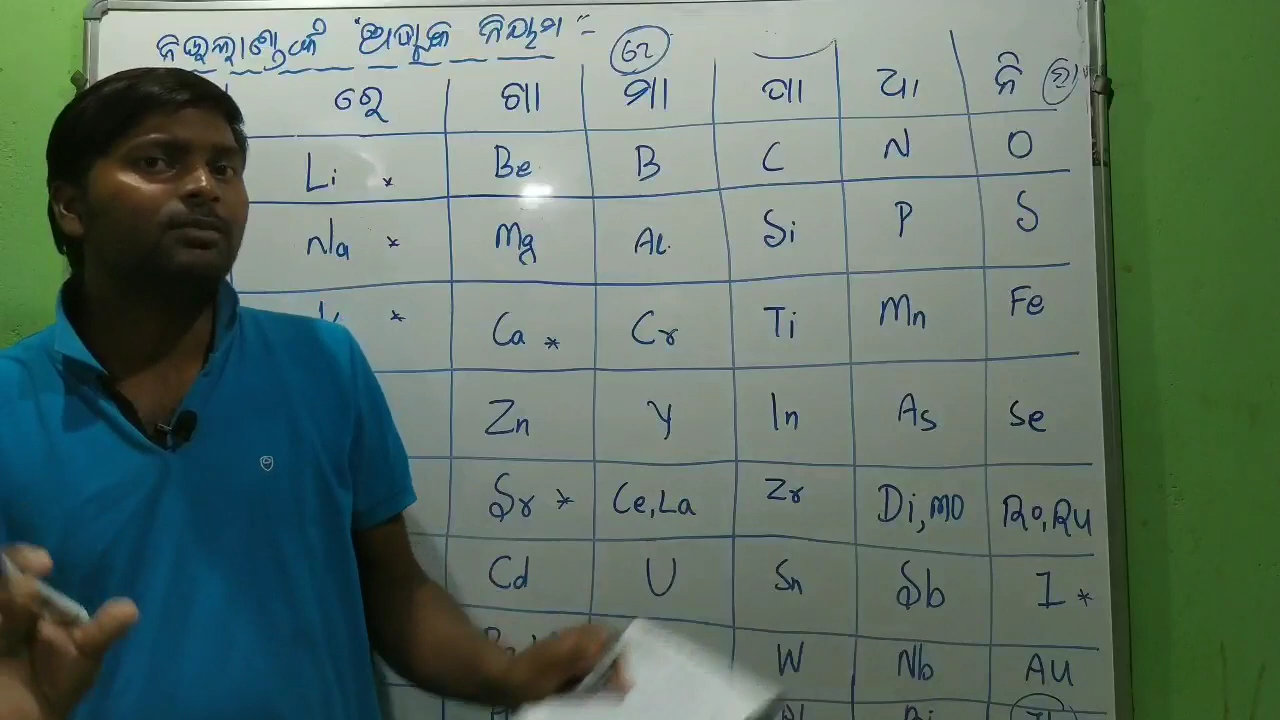 ନିଉଲାଣ୍ଡଙ୍କ "ଅଷ୍ଟକ ନିୟମ" -
ରେ ଗା ମା ପା ଧା ନି ସା
Li * Be B C N O
Na * Mg AL Si P S
* Ca * Cr Ti Mn Fe
Zn Y In As Se
Sr * Ce,La Zr Di,MO Ro,Ru
Cd U Sn Sb I *
W Nb AU